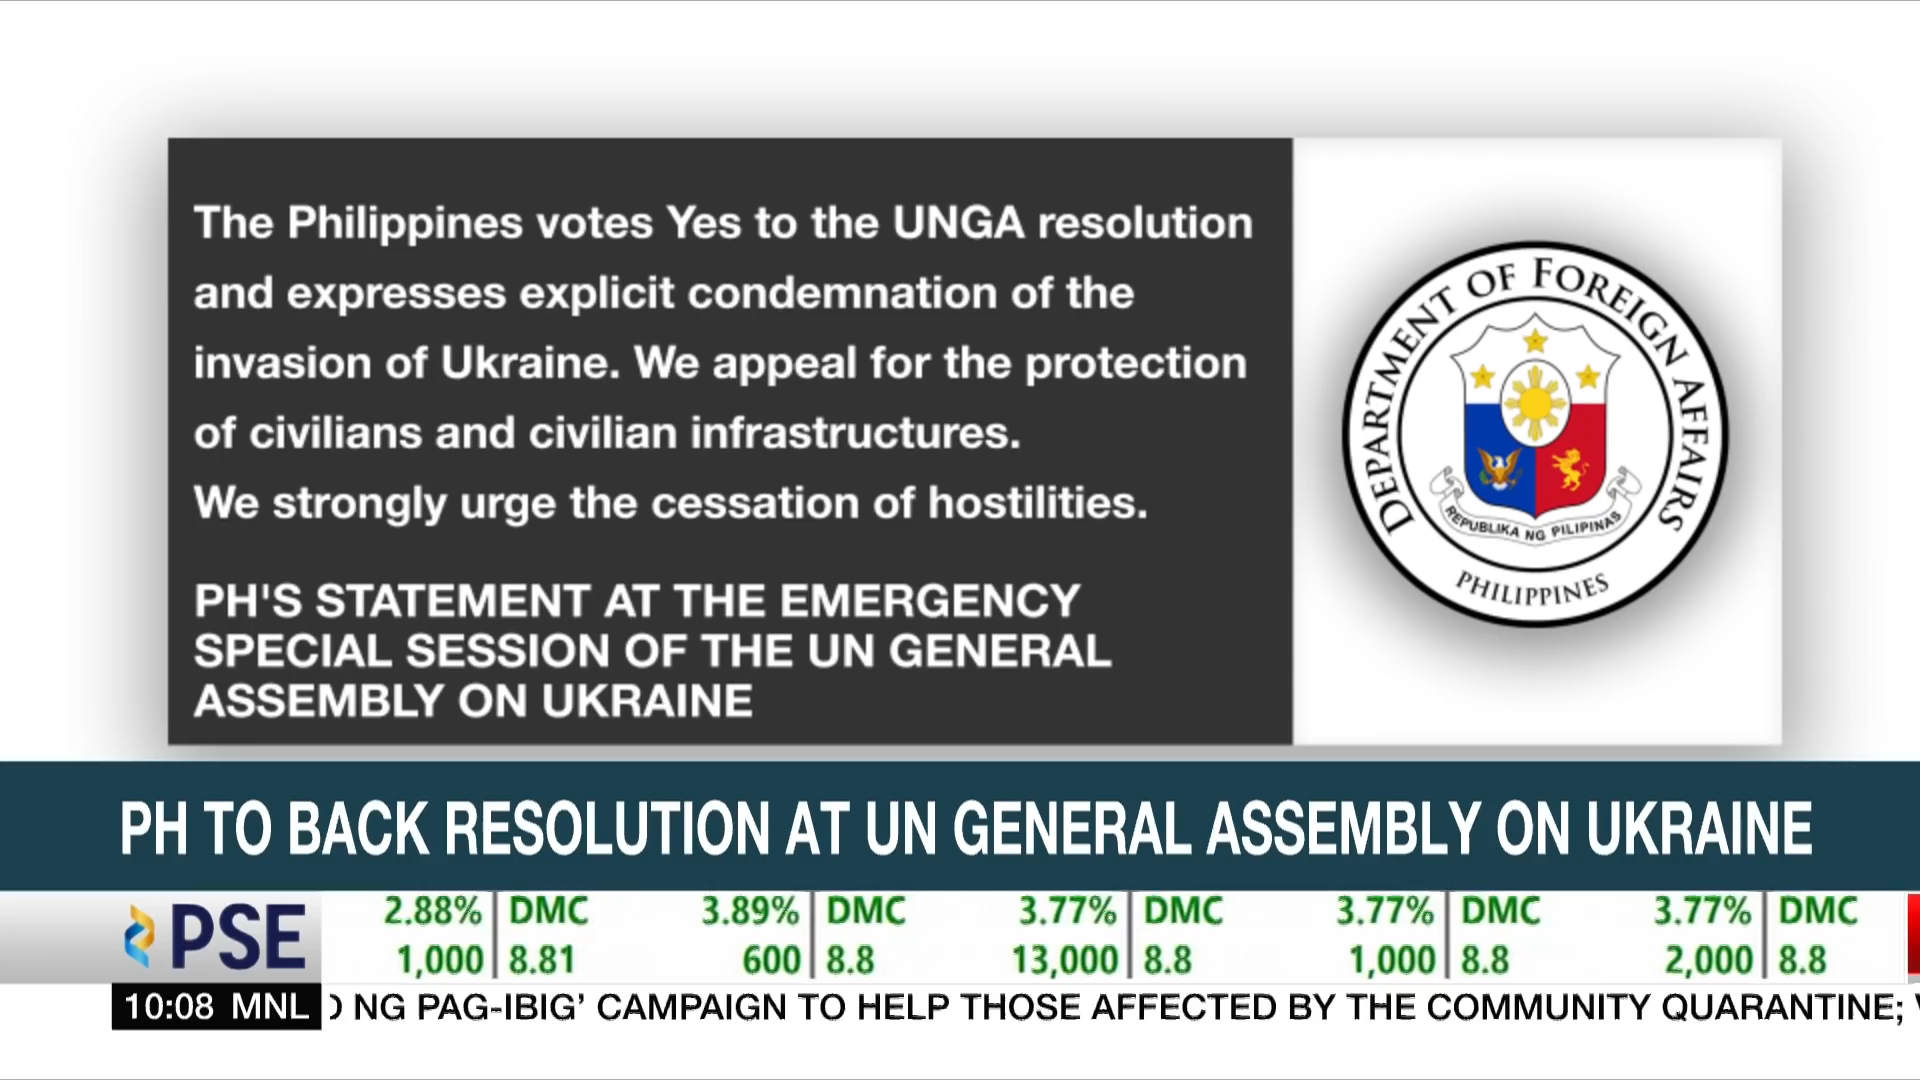 The Philippines votes Yes to the UNGA resolution
and expresses explicit condemnation of the
invasion of Ukraine. We appeal for the protection
of civilians and civilian infrastructures.
We strongly urge the cessation of hostilities.
PH'S STATEMENT AT THE EMERGENCY
SPECIAL SESSION OF THE UN GENERAL
ASSEMBLY ON UKRAINE
DEPARTMENT OF FOREIGN AFFAIRS
REPUBLIKA NG PILIPINAS
PHILIPPINES
PH TO BACK RESOLUTION AT UN GENERAL ASSEMBLY ON UKRAINE
PSE
2.88% DMC 3.89% DMC 3.77% DMC 3.77% DMC 3.77% DMC
1,000 8.81 600 8.8 13,000 8.8 1,000 8.8 2,000 8.8
10:08 MNL NG PAG-IBIG' CAMPAIGN TO HELP THOSE AFFECTED BY THE COMMUNITY QUARANTINE;